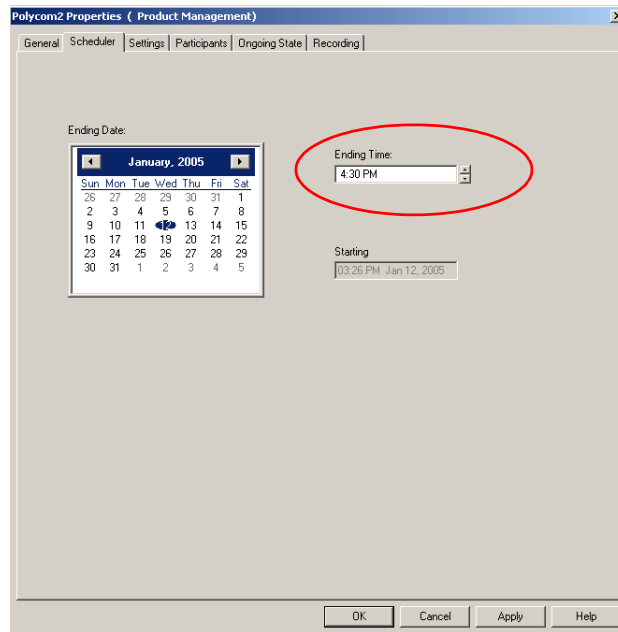 Polycom2 Properties  ( Product Management)
General Scheduler Settings Participants Ongoing State Recording
Ending Date:
January, 2005
Sun Mon Tue Wed Thu Fri Sat
26 27 28 29 30 31 1
2 3 4 5 6 7 8
9 10 11 12 13 14 15
16 17 18 19 20 21 22
23 24 25 26 27 28 29
30 31 1 2 3 4 5
Ending Time:
4:30 PM
Starting
03:26 PM  Jan 12, 2005
OK Cancel Apply Help